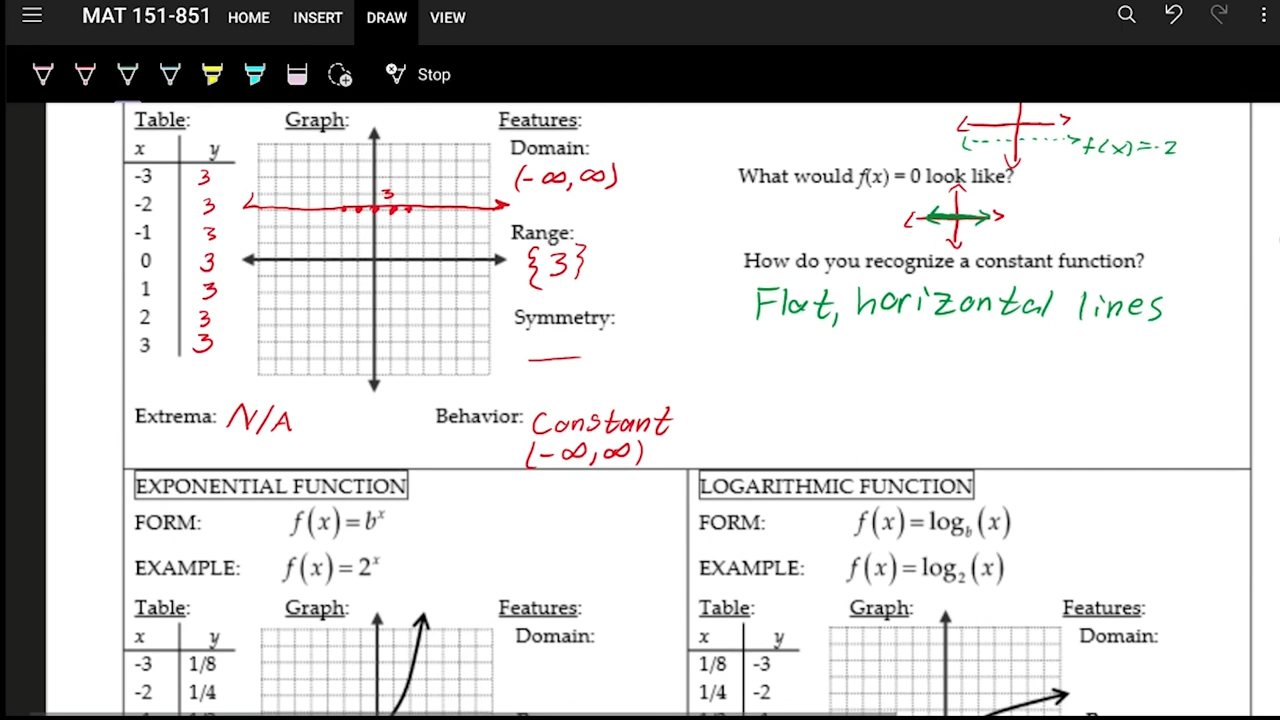 MAT 151-851 HOME INSERT DRAW VIEW
Stop
Table: Graph: Features:
x y
Domain:
-3 3
(-∞, ∞)
-2 3
3
-1 3
Range:
0 3
{3}
1 3
2 3
Symmetry:
3 3
—
Extrema: N/A Behavior: Constant
(-∞, ∞)
f(x)=-2
What would f(x) = 0 look like?
How do you recognize a constant function?
Flat, horizontal lines
EXPONENTIAL FUNCTION
FORM: f(x)=bˣ
EXAMPLE: f(x)=2ˣ
Table: Graph: Features:
x y Domain:
-3 1/8
-2 1/4
LOGARITHMIC FUNCTION
FORM: f(x)=log_b(x)
EXAMPLE: f(x)=log₂(x)
Table: Graph: Features:
x y Domain:
1/8 -3
1/4 -2